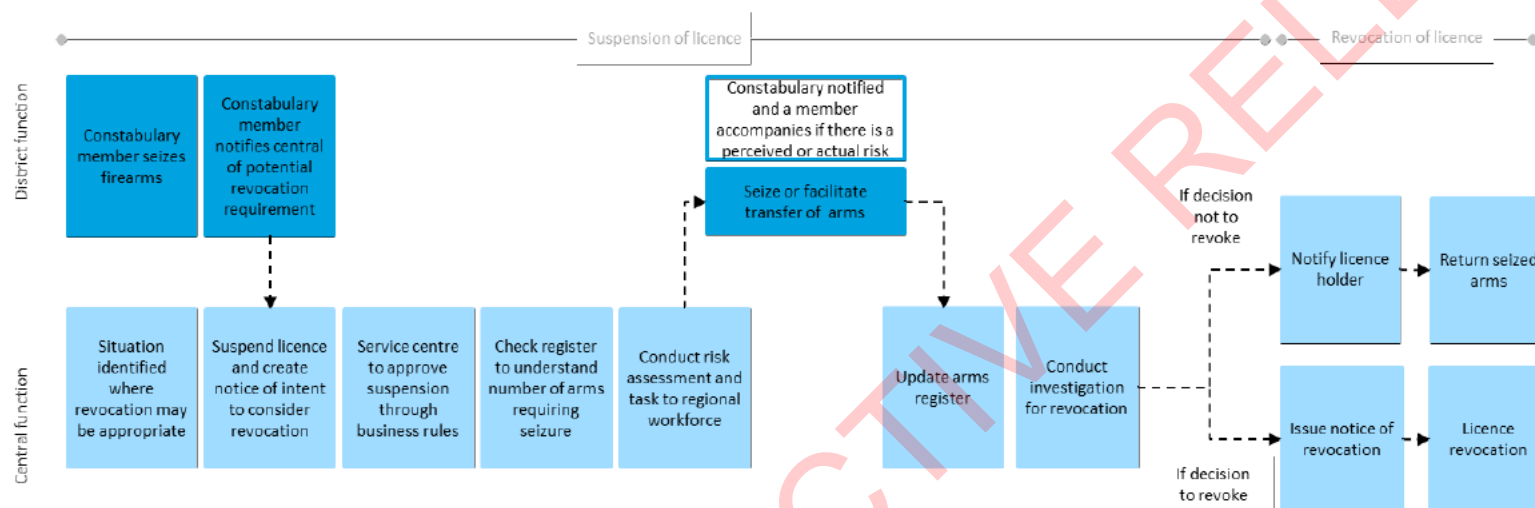 Suspension of licence
Revocation of licence
District function
Constabulary
member seizes
firearms
Constabulary
member
notifies central
of potential
revocation
requirement
Constabulary notified
and a member
accompanies if there is a
perceived or actual risk
Seize or facilitate
transfer of arms
Central function
Situation
identified
where
revocation may
be appropriate
Suspend licence
and create
notice of intent
to consider
revocation
Service centre
to approve
suspension
through
business rules
Check register
to understand
number of arms
requiring
seizure
Conduct risk
assessment and
task to regional
workforce
Update arms
register
Conduct
investigation
for revocation
If decision
not to
revoke
Notify licence
holder
Return seized
arms
If decision
to revoke
Issue notice of
revocation
Licence
revocation
CTIVE REL